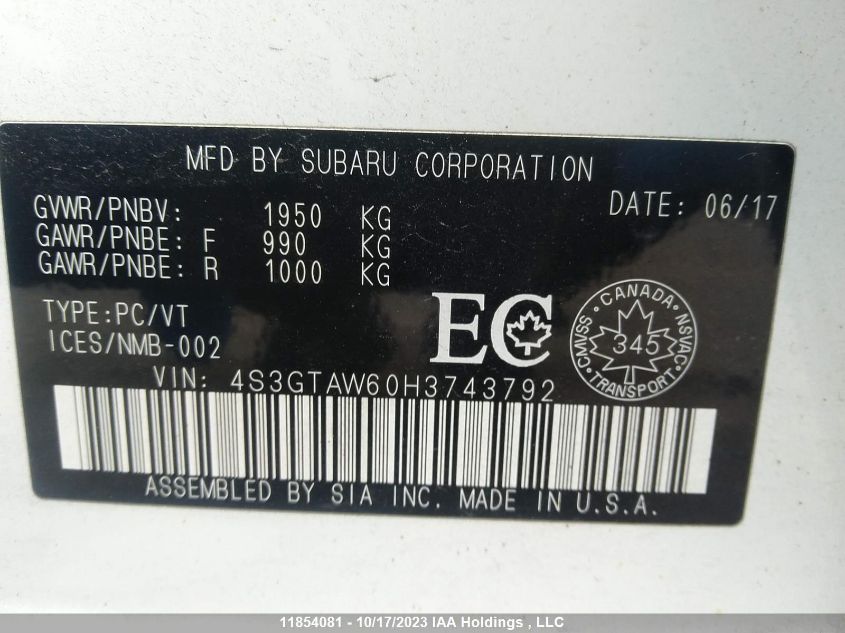 MFD BY SUBARU CORPORATION
GVWR/PNBV: 1950 KG
DATE: 06/17
GAWR/PNBE: F 990 KG
GAWR/PNBE: R 1000 KG
TYPE:PC/VT
ICES/NMB-002
EC
CANADA
CMVSS 345 NSVAC
TRANSPORT
VIN: 4S3GTAW60H3743792
ASSEMBLED BY SIA INC. MADE IN U.S.A.
11854081 - 10/17/2023 IAA Holdings , LLC